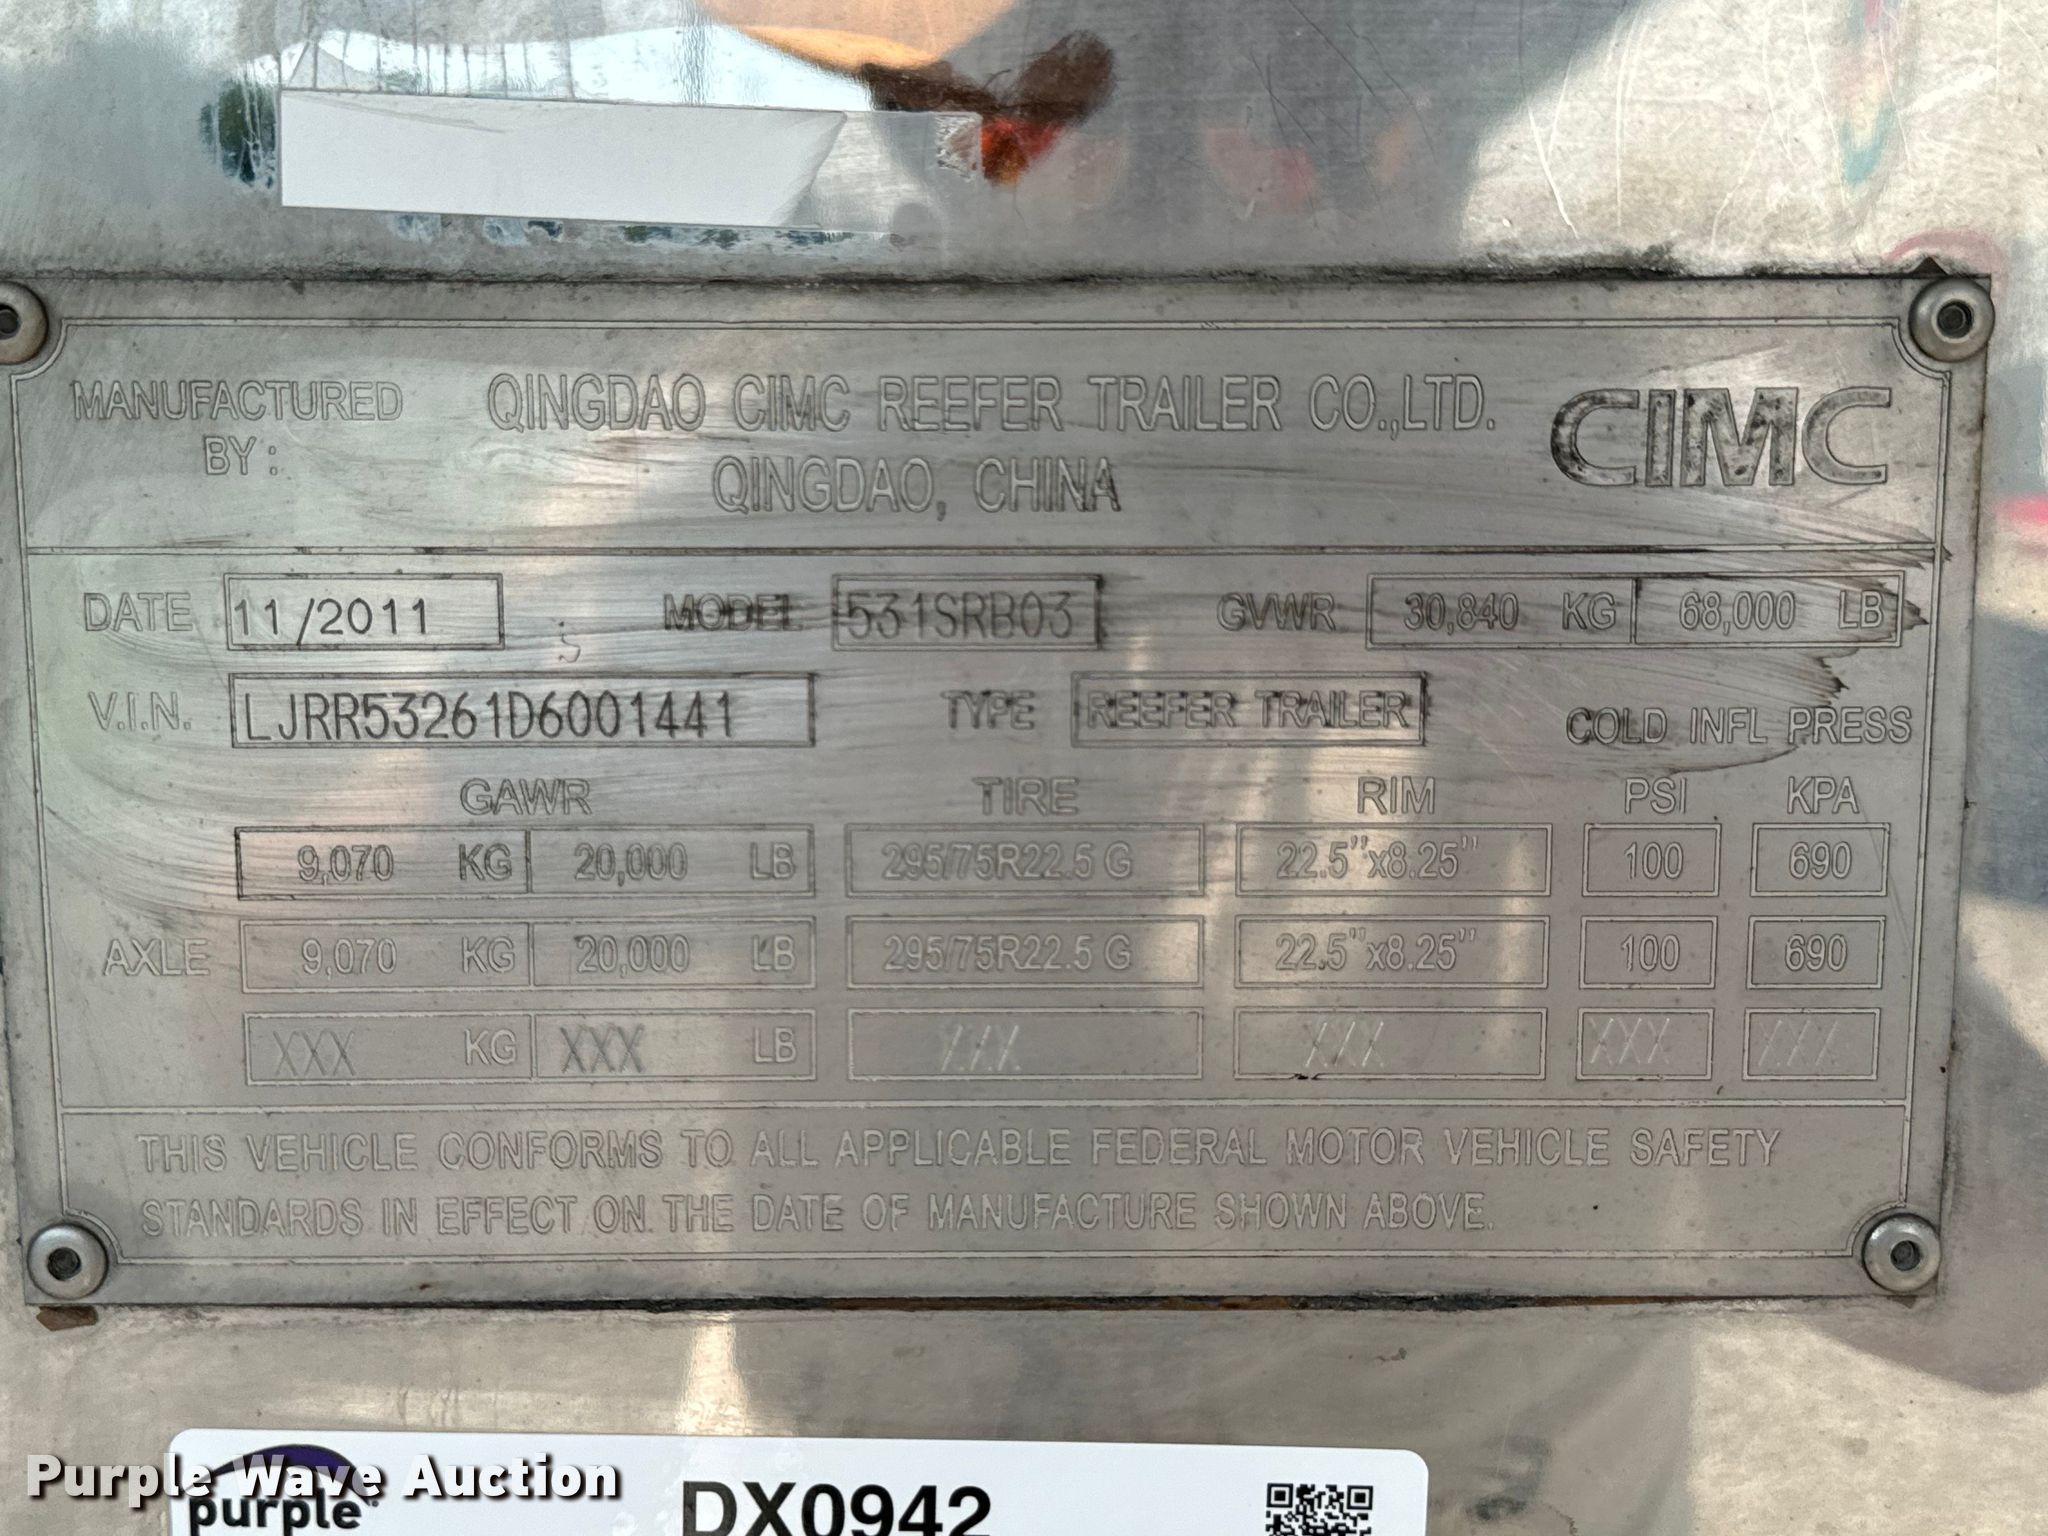 MANUFACTURED BY: QINGDAO CIMC REEFER TRAILER CO.,LTD.
QINGDAO, CHINA
CIMC
DATE 11/2011 MODEL 531SRB03 GVWR 30,840 KG 68,000 LB
V.I.N. LJRR53261D6001441 TYPE REEFER TRAILER COLD INFL PRESS
GAWR TIRE RIM PSI KPA
9,070 KG 20,000 LB 295/75R22.5 G 22.5"x8.25" 100 690
AXLE 9,070 KG 20,000 LB 295/75R22.5 G 22.5"x8.25" 100 690
XXX KG XXX LB XXX XXX XXX XXX
THIS VEHICLE CONFORMS TO ALL APPLICABLE FEDERAL MOTOR VEHICLE SAFETY
STANDARDS IN EFFECT ON THE DATE OF MANUFACTURE SHOWN ABOVE.
Purple Wave Auction
purple
DX0942